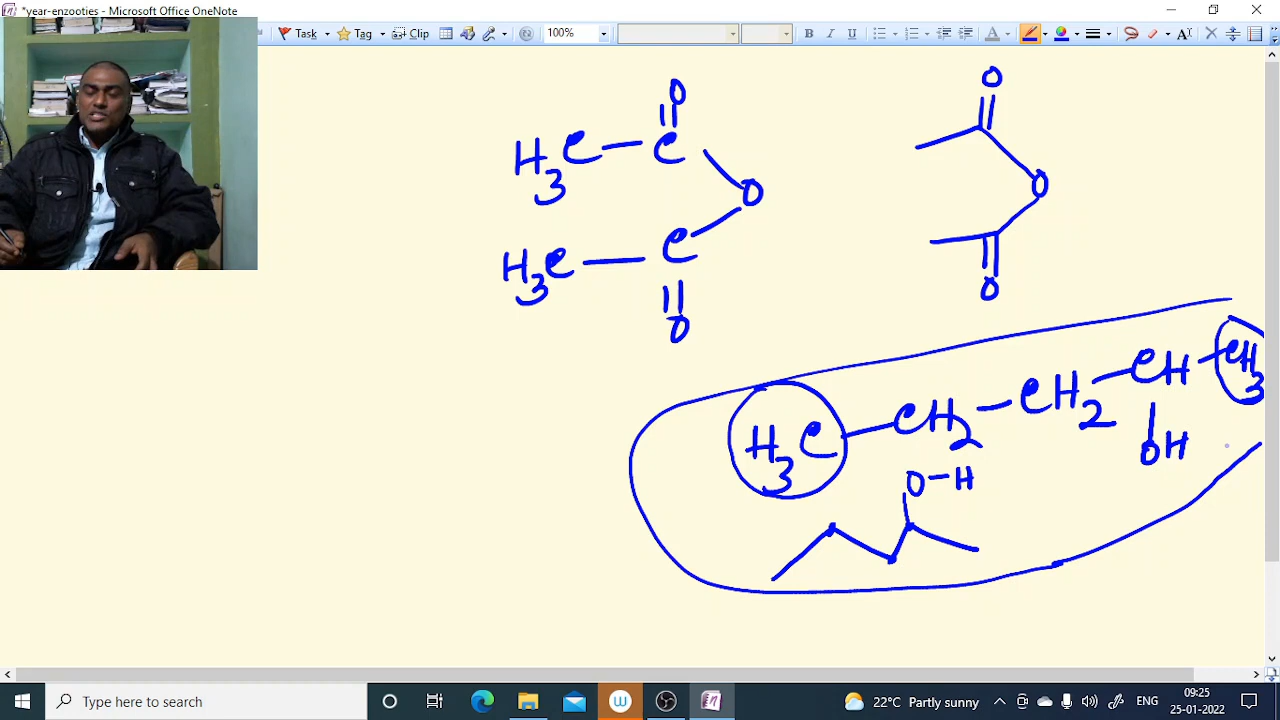 *year-enzooties - Microsoft Office OneNote
Task Tag Clip 100% B I U A
O O
H3C — C
O O
H3C — C
O O
H3C — CH2 — CH2 — CH — CH3
OH
O-H
Type here to search
22°C Partly sunny ENG 09:25
25-01-2022